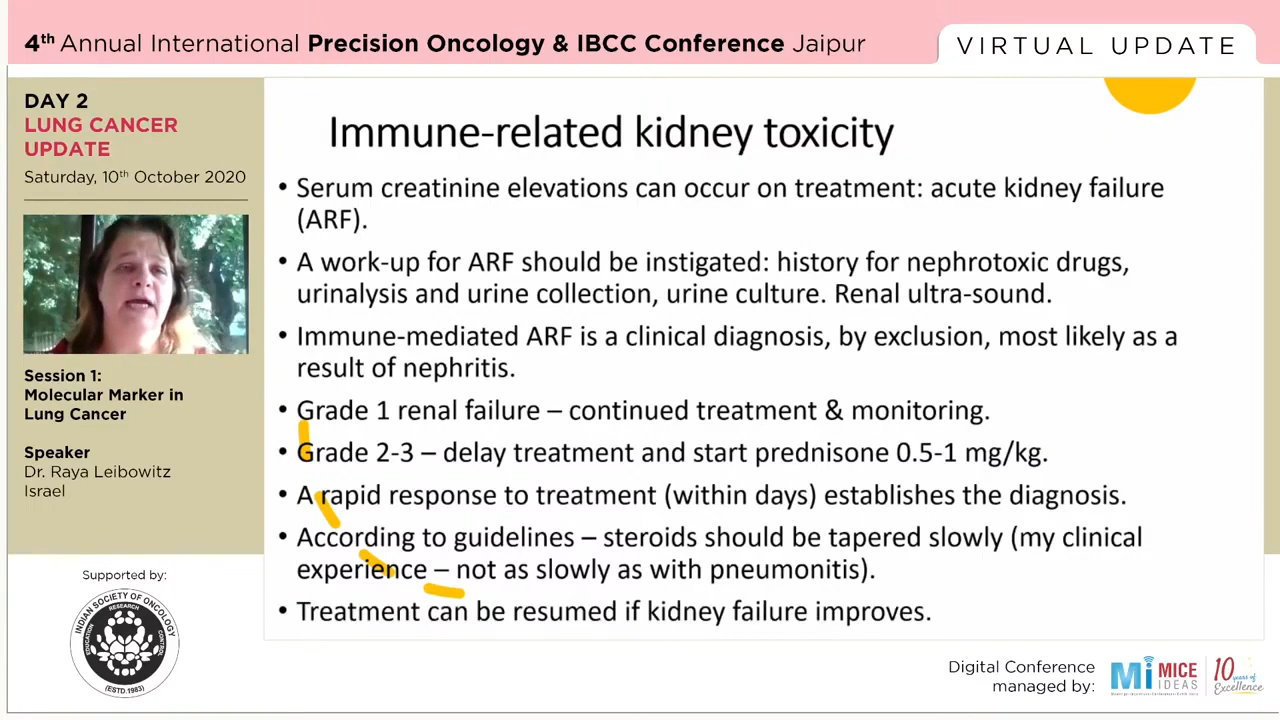 4th Annual International Precision Oncology & IBCC Conference Jaipur
VIRTUAL UPDATE
DAY 2
LUNG CANCER
UPDATE
Saturday, 10th October 2020
Session 1:
Molecular Marker in
Lung Cancer
Speaker
Dr. Raya Leibowitz
Israel
Supported by:
INDIAN SOCIETY OF ONCOLOGY
RESEARCH
EDUCATION
CONTROL
(ESTD.1983)
Immune-related kidney toxicity
• Serum creatinine elevations can occur on treatment: acute kidney failure
(ARF).
• A work-up for ARF should be instigated: history for nephrotoxic drugs,
urinalysis and urine collection, urine culture. Renal ultra-sound.
• Immune-mediated ARF is a clinical diagnosis, by exclusion, most likely as a
result of nephritis.
• Grade 1 renal failure – continued treatment & monitoring.
• Grade 2-3 – delay treatment and start prednisone 0.5-1 mg/kg.
• A rapid response to treatment (within days) establishes the diagnosis.
• According to guidelines – steroids should be tapered slowly (my clinical
experience – not as slowly as with pneumonitis).
• Treatment can be resumed if kidney failure improves.
Digital Conference
managed by:
Mi MICE
IDEAS
10 years of
Excellence